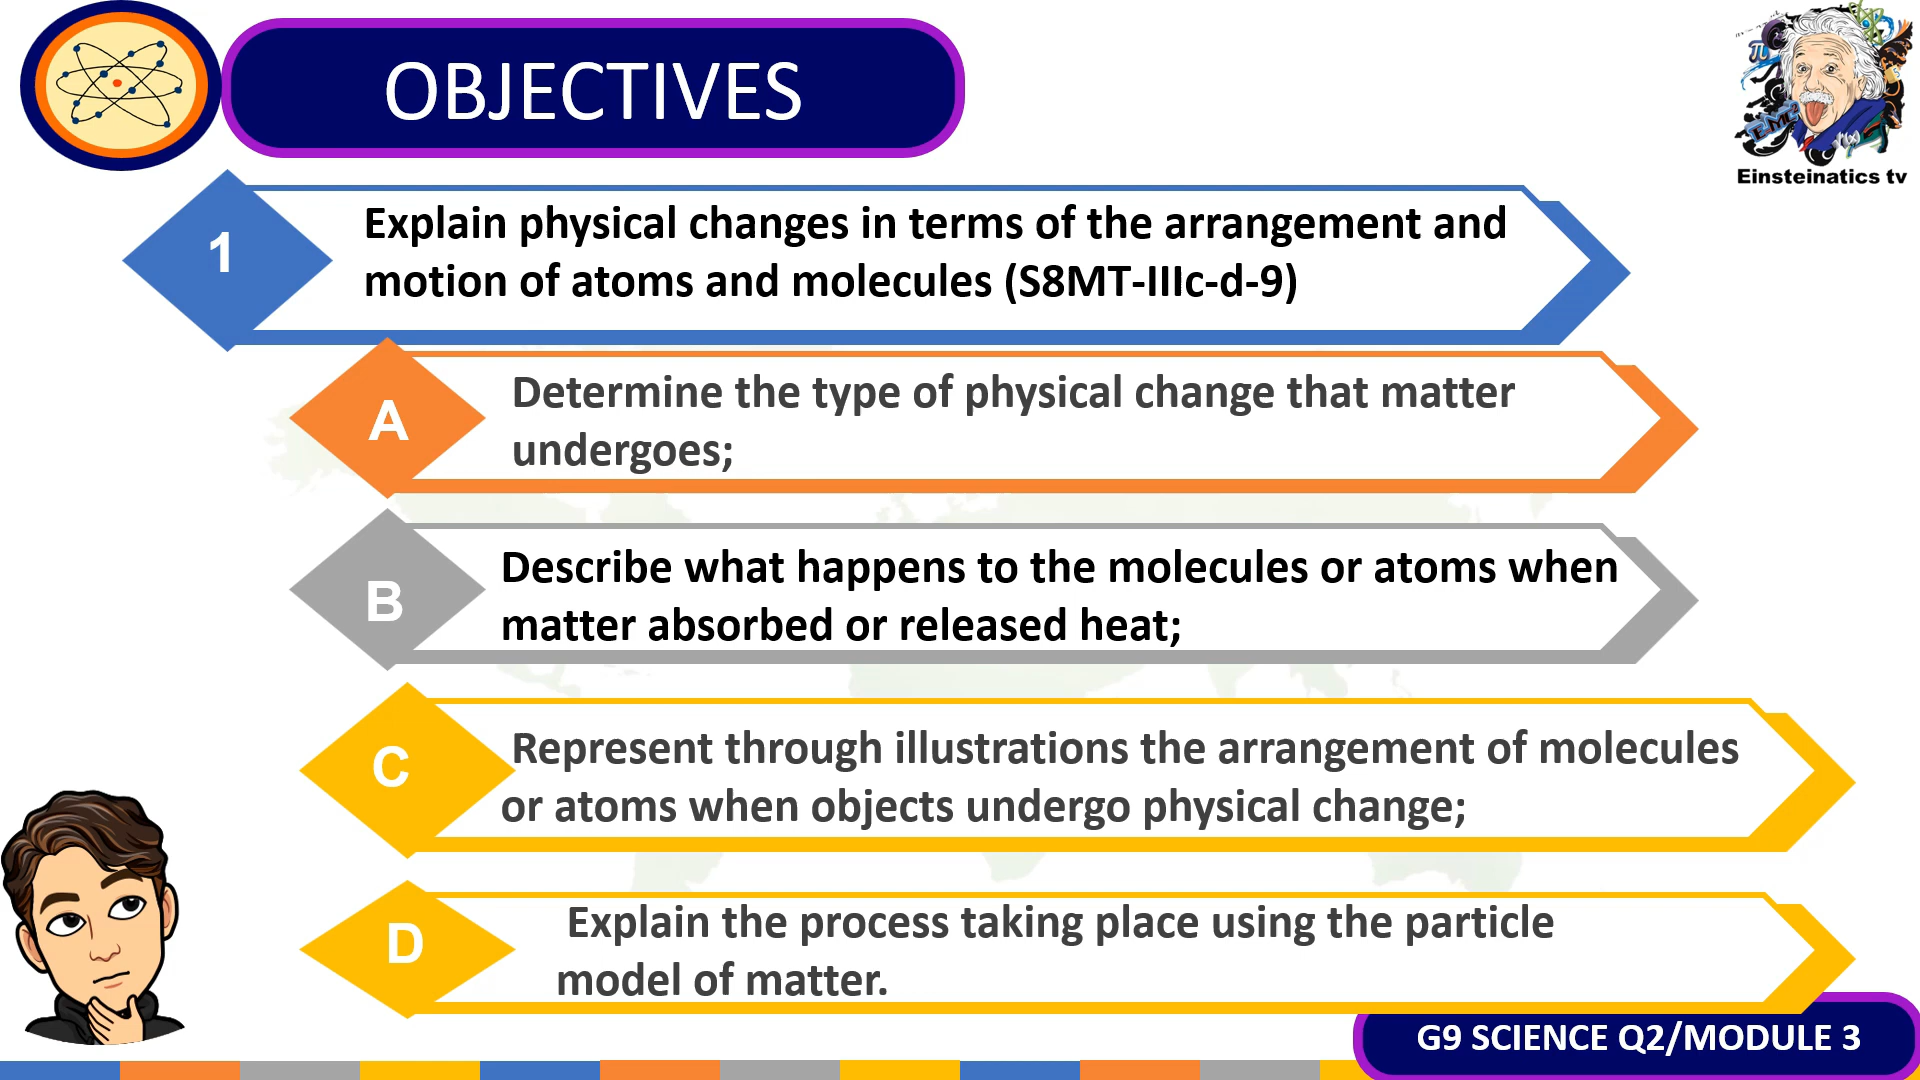 OBJECTIVES
Einsteinatics tv
1
Explain physical changes in terms of the arrangement and
motion of atoms and molecules (S8MT-IIIc-d-9)
A
Determine the type of physical change that matter
undergoes;
B
Describe what happens to the molecules or atoms when
matter absorbed or released heat;
C
Represent through illustrations the arrangement of molecules
or atoms when objects undergo physical change;
D
Explain the process taking place using the particle
model of matter.
G9 SCIENCE Q2/MODULE 3